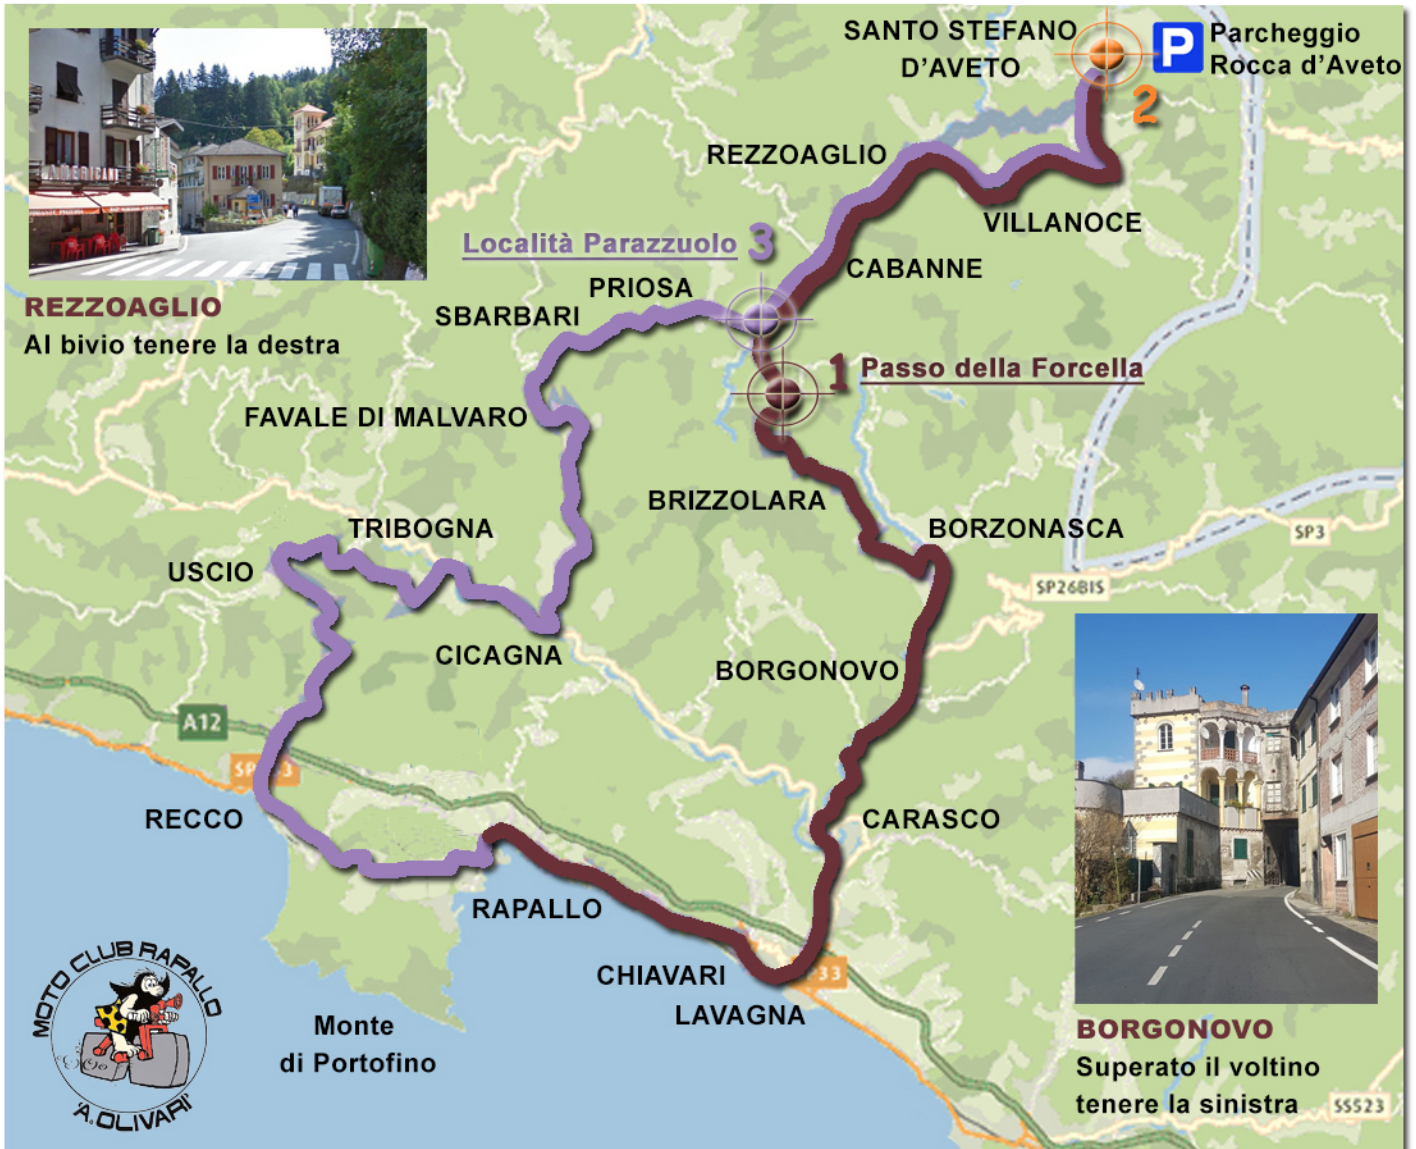 SANTO STEFANO
D'AVETO
P
Parcheggio
Rocca d'Aveto
2
REZZOAGLIO
VILLANOCE
Località Parazzuolo
3
CABANNE
PRIOSA
SBARBARI
REZZOAGLIO
Al bivio tenere la destra
1
Passo della Forcella
FAVALE DI MALVARO
BRIZZOLARA
TRIBOGNA
BORZONASCA
SP3
USCIO
SP26BIS
CICAGNA
BORGONOVO
A12
RECCO
CARASCO
RAPALLO
CHIAVARI
LAVAGNA
Monte
di Portofino
MOTO CLUB RAPALLO
'A. OLIVARI'
BORGONOVO
Superato il voltino
tenere la sinistra
SS523